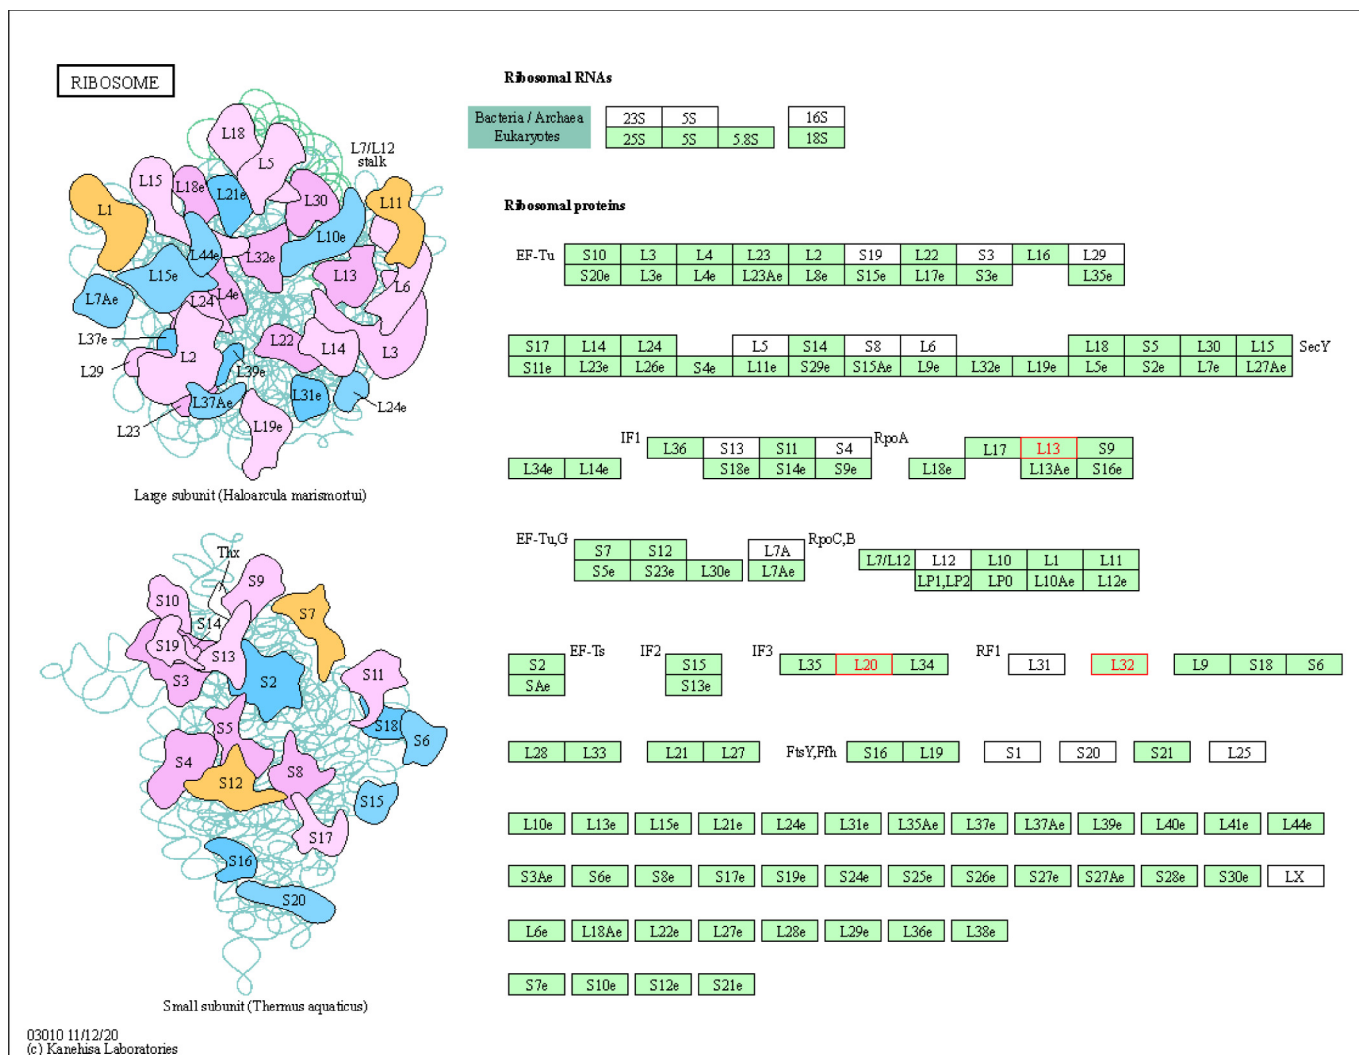 RIBOSOME
L18
L5
L7/L12
stalk
L15
L18e
L21e
L30
L11
L1
L10e
L44e
L32e
L15e
L13
L6
L7Ae
L24
L4e
L37e
L2
L22
L14
L3
L29
L39e
L37Ae
L31e
L24e
L23
L19e
Large subunit (Haloarcula marismortui)
Thx
S9
S10
S7
S14
S19
S13
S11
S3
S2
S5
S18
S6
S4
S8
S12
S15
S17
S16
S20
Small subunit (Thermus aquaticus)
03010 11/12/20
(c) Kanehisa Laboratories
Ribosomal RNAs
Bacteria / Archaea 23S 5S 16S
Eukaryotes 25S 5S 5.8S 18S
Ribosomal proteins
EF-Tu S10 L3 L4 L23 L2 S19 L22 S3 L16 L29
S20e L3e L4e L23Ae L8e S15e L17e S3e L35e
S17 L14 L24 L5 S14 S8 L6 L18 S5 L30 L15 SecY
S11e L23e L26e S4e L11e S29e S15Ae L9e L32e L19e L5e S2e L7e L27Ae
IF1 L36 S13 S11 S4 RpoA L17 L13 S9
L34e L14e S18e S14e S9e L18e L13Ae S16e
EF-Tu,G S7 S12 L7A RpoC,B L7/L12 L12 L10 L1 L11
S5e S23e L30e L7Ae LP1,LP2 LP0 L10Ae L12e
S2 EF-Ts IF2 S15 IF3 L35 L20 L34 RF1 L31 L32 L9 S18 S6
SAe S13e
L28 L33 L21 L27 FtsY,Ffh S16 L19 S1 S20 S21 L25
L10e L13e L15e L21e L24e L31e L35Ae L37e L37Ae L39e L40e L41e L44e
S3Ae S6e S8e S17e S19e S24e S25e S26e S27e S27Ae S28e S30e LX
L6e L18Ae L22e L27e L28e L29e L36e L38e
S7e S10e S12e S21e